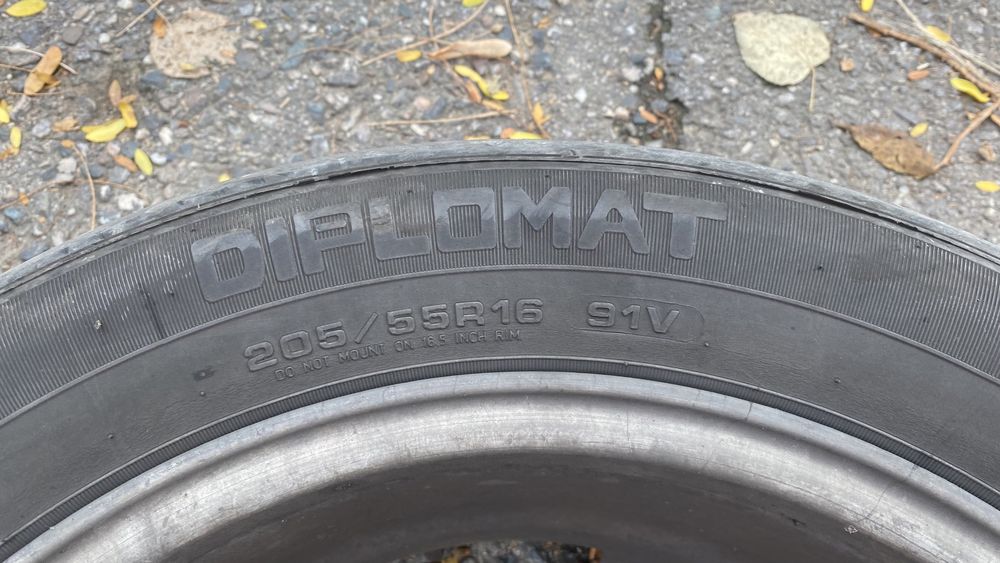 DIPLOMAT
205/55R16 91V
DO NOT MOUNT ON 16.5 INCH RIM